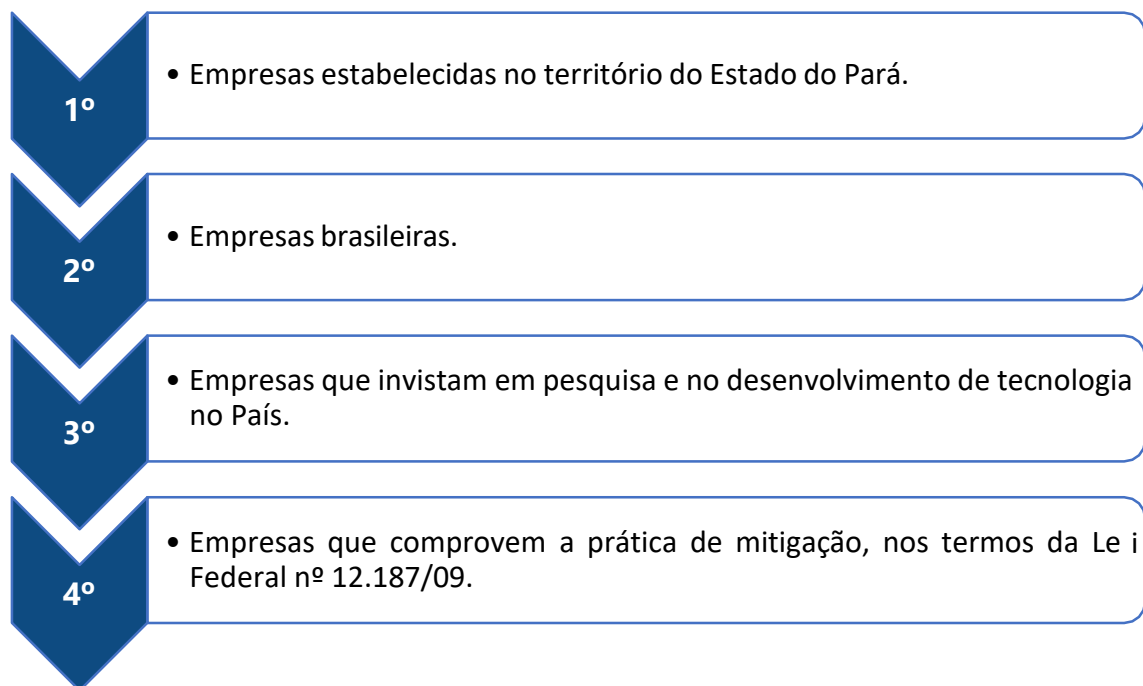 1º
• Empresas estabelecidas no território do Estado do Pará.
2º
• Empresas brasileiras.
3º
• Empresas que invistam em pesquisa e no desenvolvimento de tecnologia
no País.
4º
• Empresas que comprovem a prática de mitigação, nos termos da Le i
Federal nº 12.187/09.